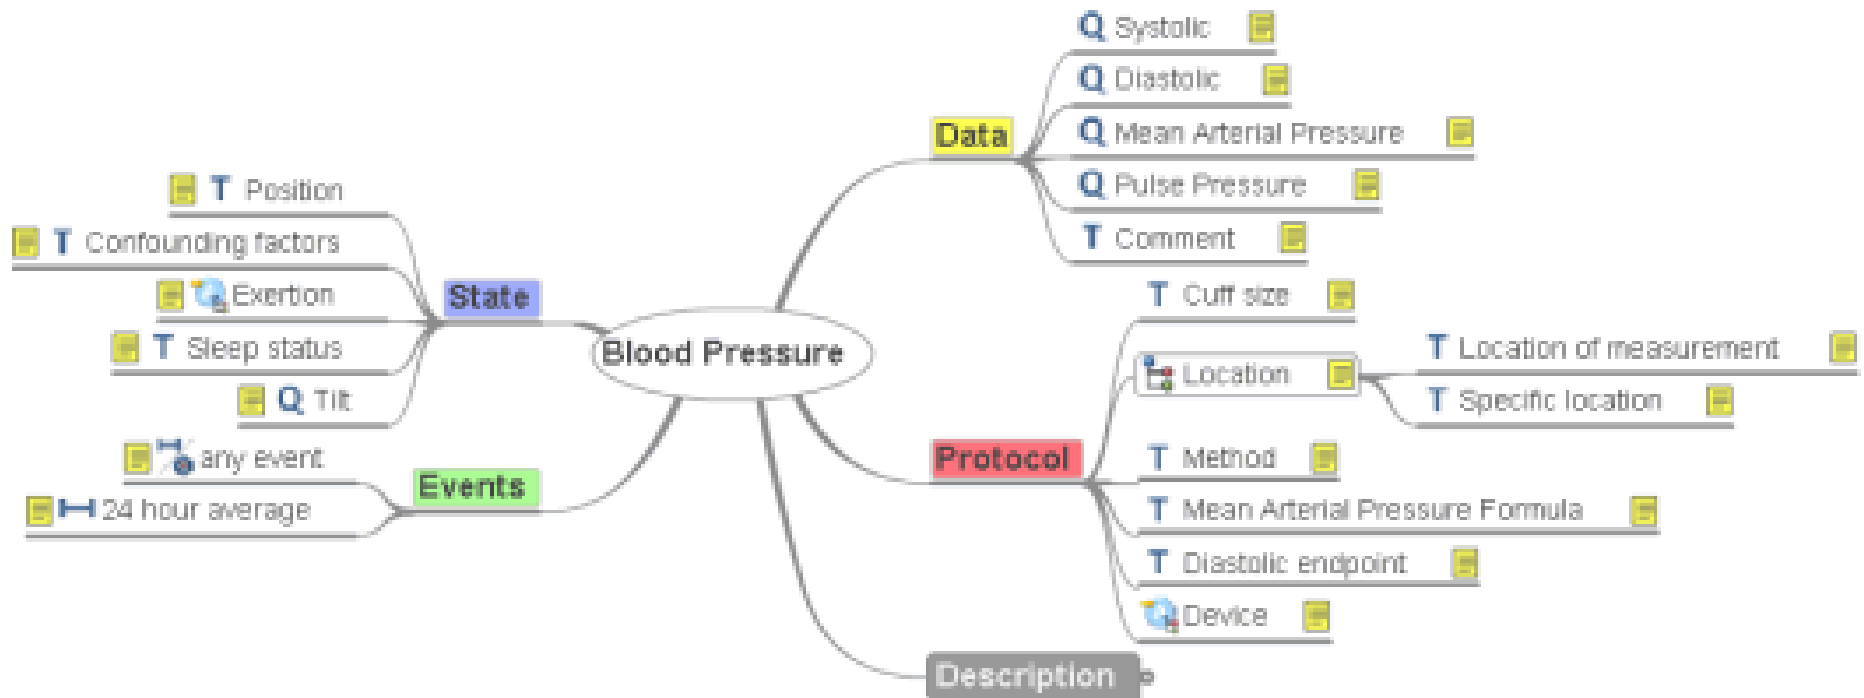 Blood Pressure
Data
Q Systolic
Q Diastolic
Q Mean Arterial Pressure
Q Pulse Pressure
T Comment
Protocol
T Cuff size
Location
T Location of measurement
T Specific location
T Method
T Mean Arterial Pressure Formula
T Diastolic endpoint
Device
Description
State
T Position
T Confounding factors
Exertion
T Sleep status
Q Tilt
Events
any event
24 hour average